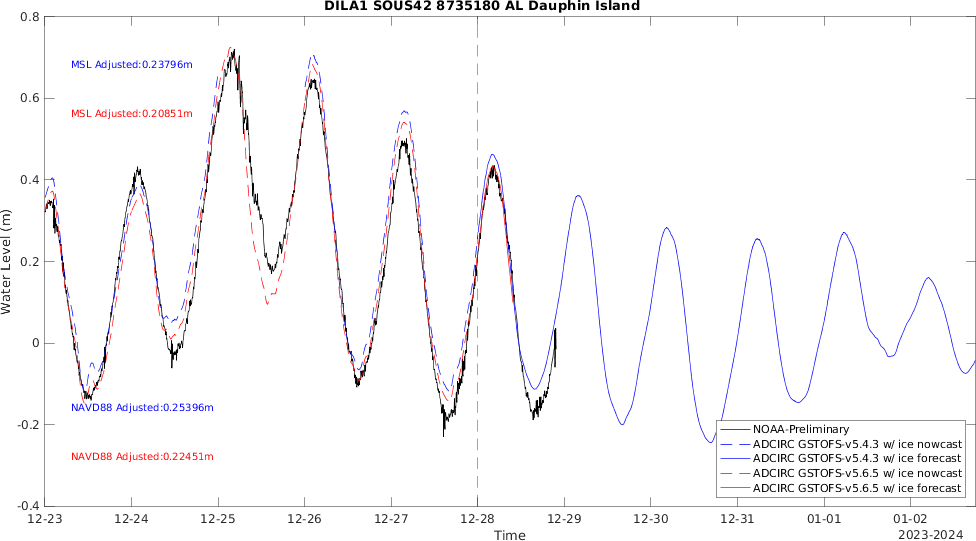 DILA1 SOUS42 8735180 AL Dauphin Island
0.8
0.6
0.4
0.2
0
-0.2
-0.4
Water Level (m)
MSL Adjusted:0.23796m
MSL Adjusted:0.20851m
NAVD88 Adjusted:0.25396m
NAVD88 Adjusted:0.22451m
NOAA-Preliminary
ADCIRC GSTOFS-v5.4.3 w/ ice nowcast
ADCIRC GSTOFS-v5.4.3 w/ ice forecast
ADCIRC GSTOFS-v5.6.5 w/ ice nowcast
ADCIRC GSTOFS-v5.6.5 w/ ice forecast
12-23 12-24 12-25 12-26 12-27 12-28 12-29 12-30 12-31 01-01 01-02
Time
2023-2024